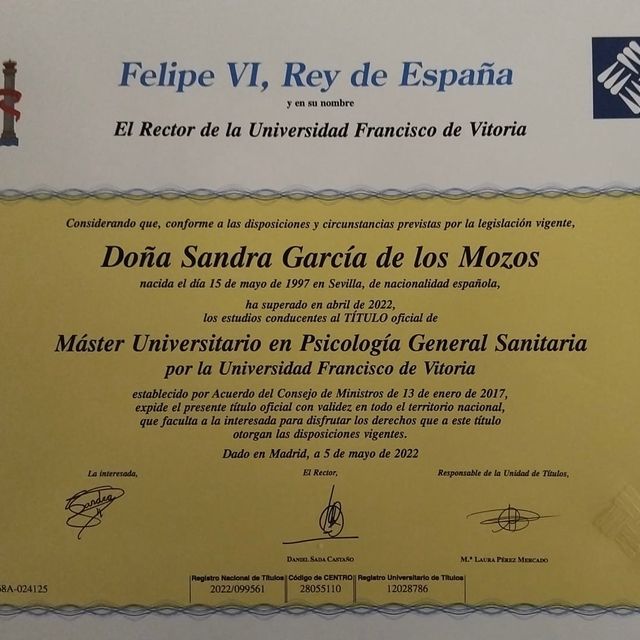 Felipe VI, Rey de España
y en su nombre
El Rector de la Universidad Francisco de Vitoria
Considerando que, conforme a las disposiciones y circunstancias previstas por la legislación vigente,
Doña Sandra García de los Mozos
nacida el día 15 de mayo de 1997 en Sevilla, de nacionalidad española,
ha superado en abril de 2022,
los estudios conducentes al TÍTULO oficial de
Máster Universitario en Psicología General Sanitaria
por la Universidad Francisco de Vitoria
establecido por Acuerdo del Consejo de Ministros de 13 de enero de 2017,
expide el presente título oficial con validez en todo el territorio nacional,
que faculta a la interesada para disfrutar los derechos que a este título
otorgan las disposiciones vigentes.
Dado en Madrid, a 5 de mayo de 2022
La interesada, El Rector, Responsable de la Unidad de Títulos,
Sandra
DANIEL SADA CASTAÑO M.ª LAURA PÉREZ MERCADO
Registro Nacional de Títulos Código de CENTRO Registro Universitario de Títulos
68A-024125 2022/099561 28055110 12028786